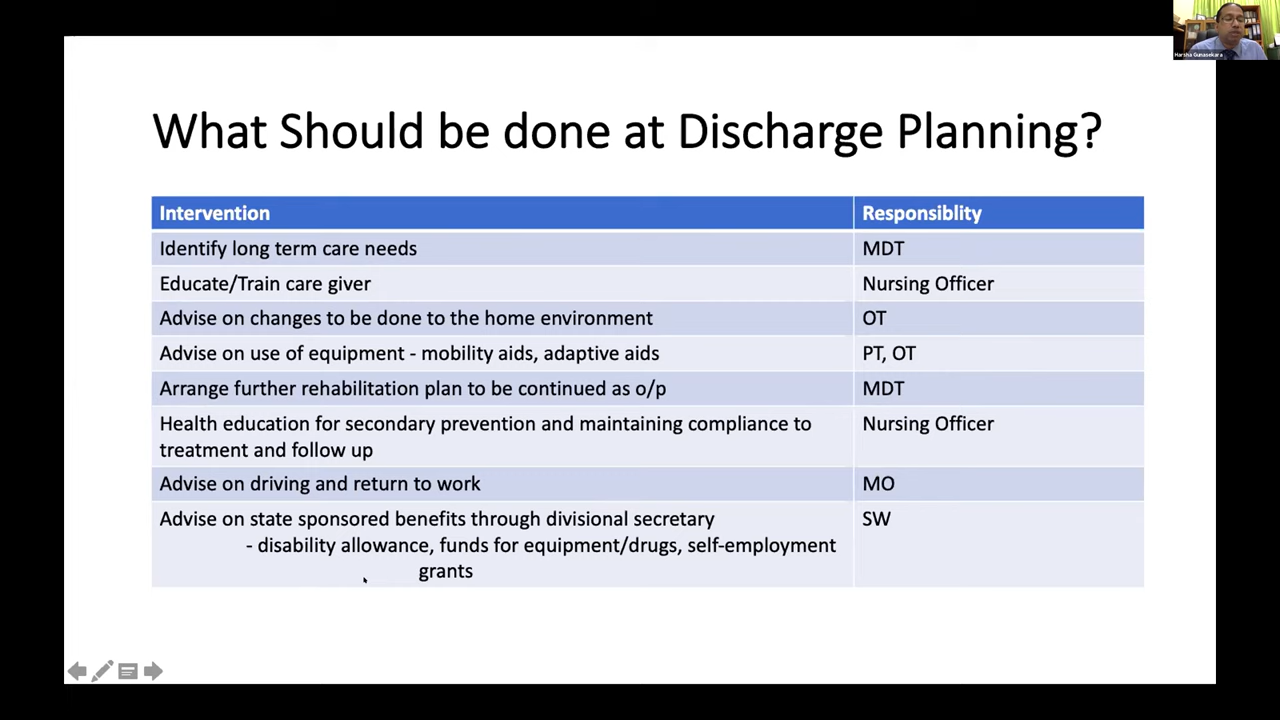 Harsha Gunasekara
What Should be done at Discharge Planning?
Intervention Responsiblity
Identify long term care needs MDT
Educate/Train care giver Nursing Officer
Advise on changes to be done to the home environment OT
Advise on use of equipment - mobility aids, adaptive aids PT, OT
Arrange further rehabilitation plan to be continued as o/p MDT
Health education for secondary prevention and maintaining compliance to Nursing Officer
treatment and follow up
Advise on driving and return to work MO
Advise on state sponsored benefits through divisional secretary SW
- disability allowance, funds for equipment/drugs, self-employment
grants